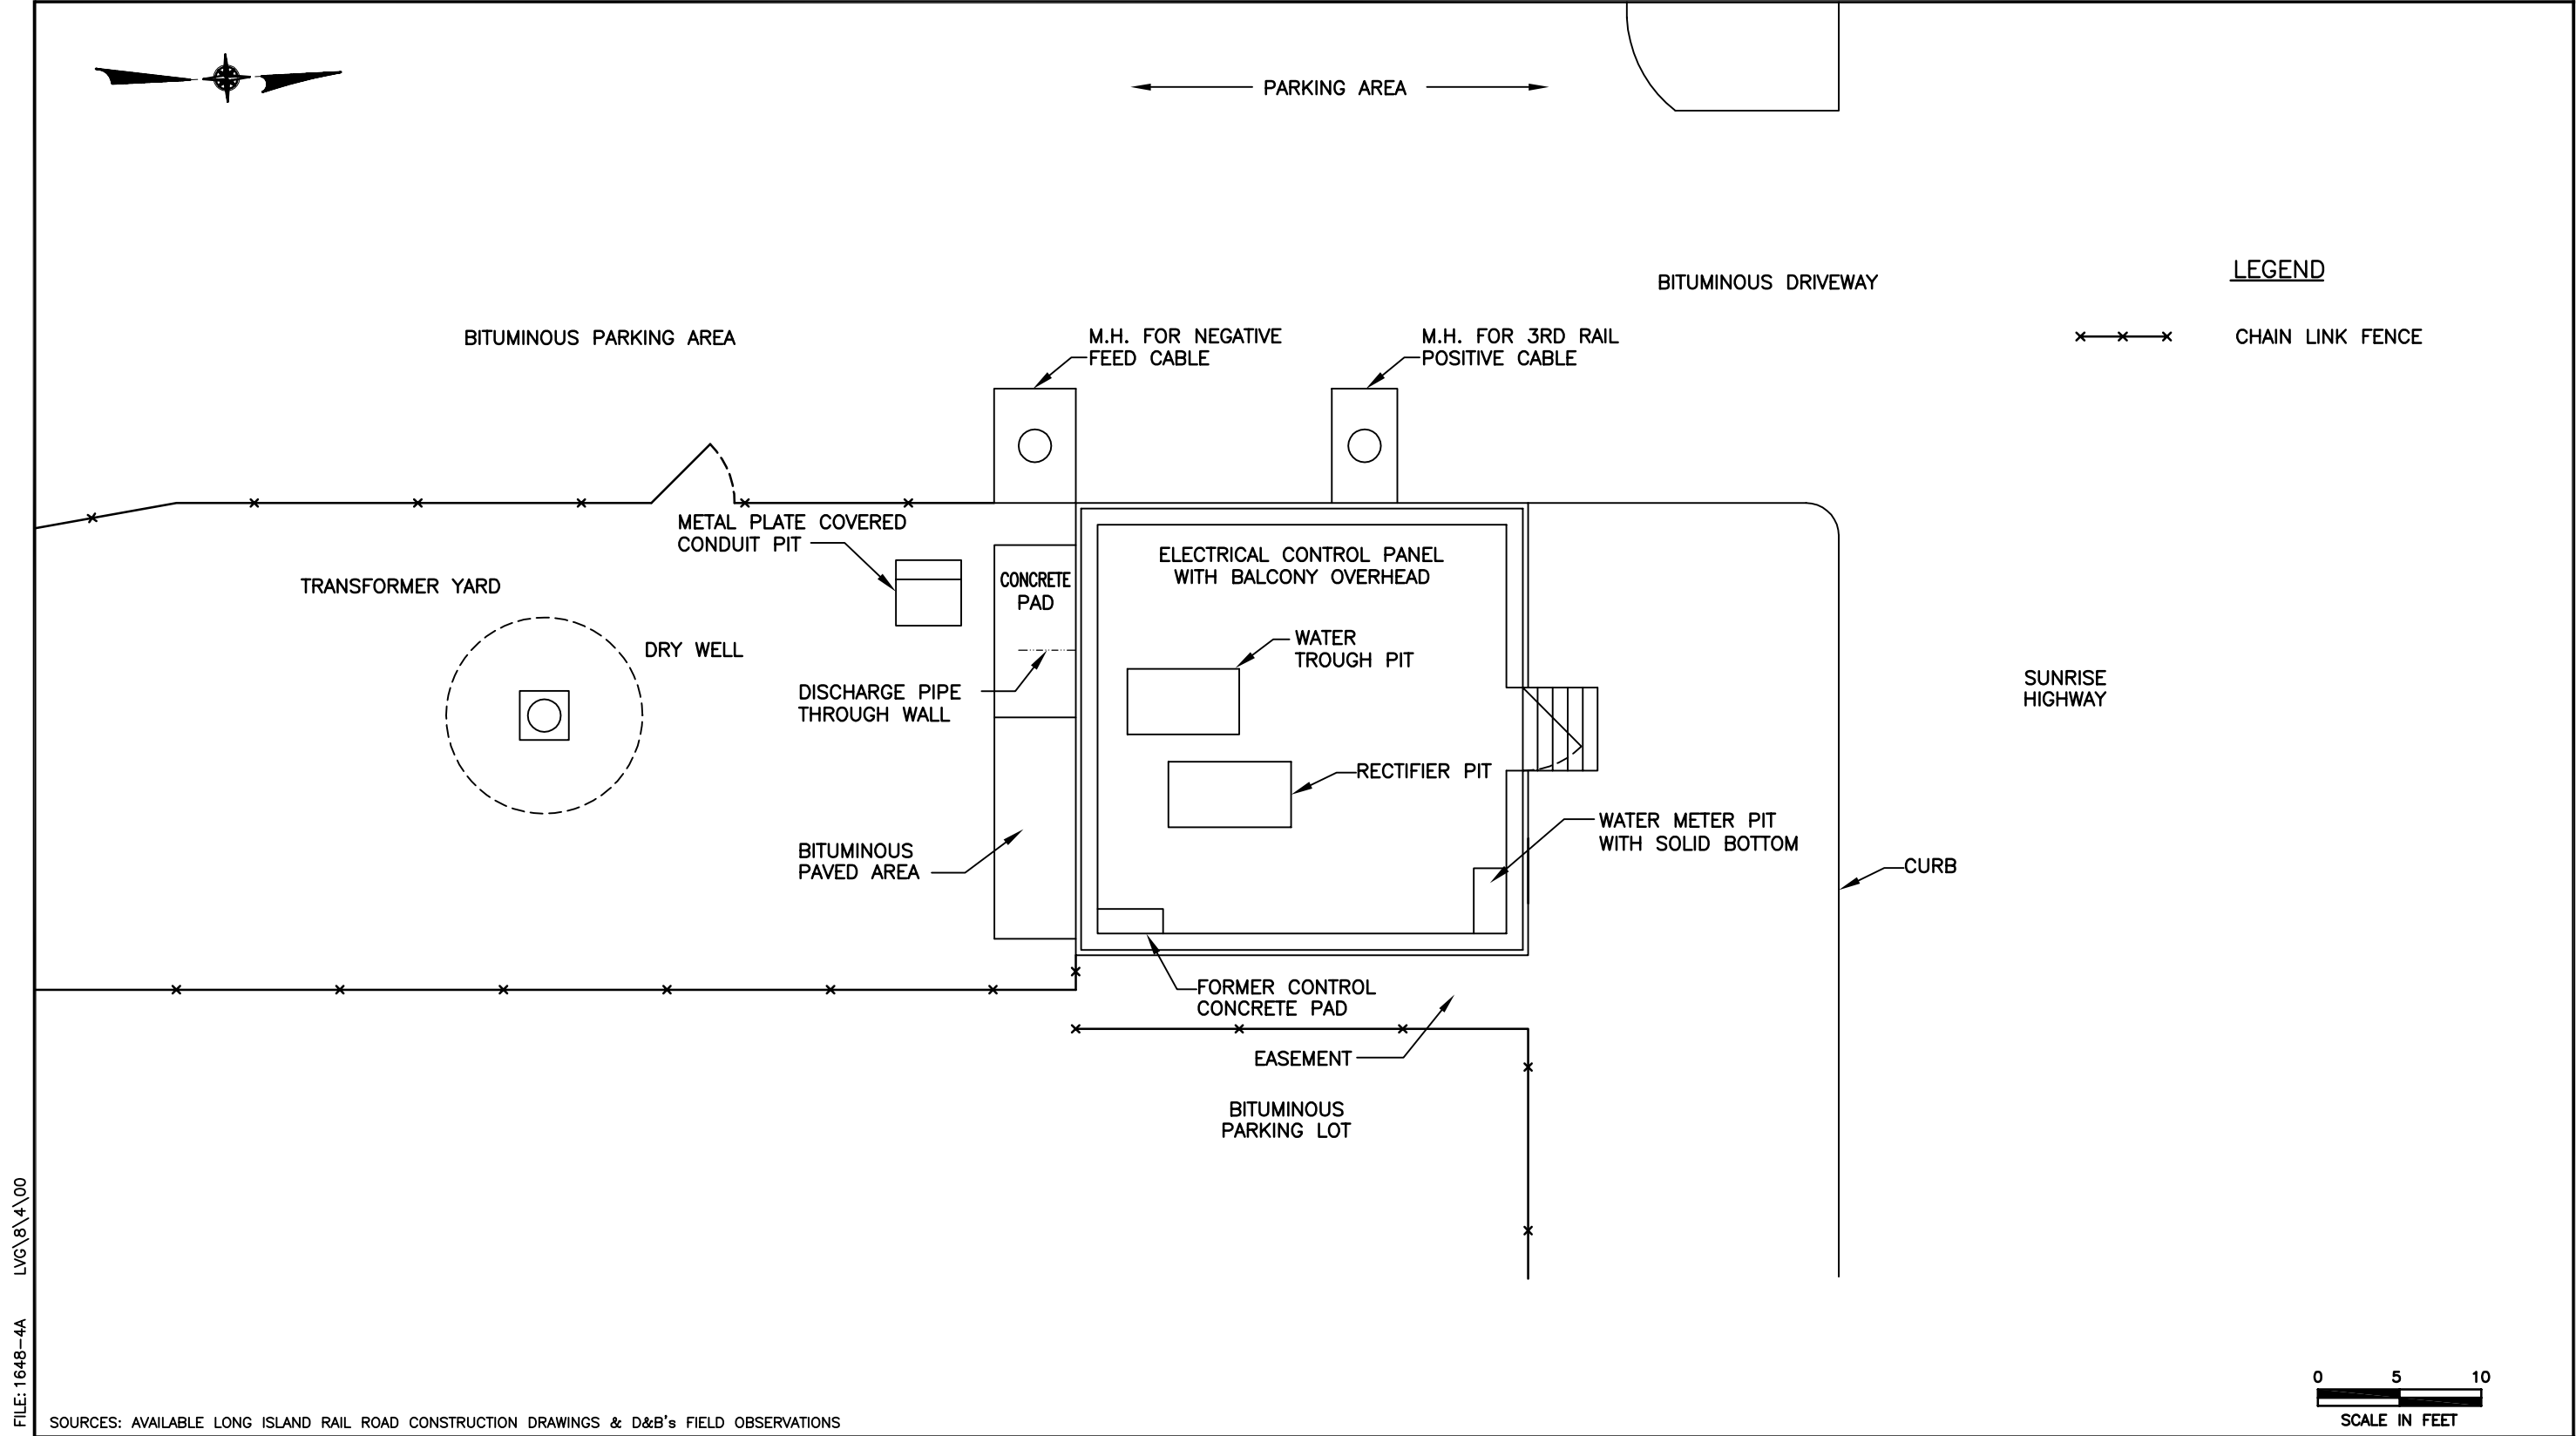 PARKING AREA
BITUMINOUS DRIVEWAY
LEGEND
CHAIN LINK FENCE
BITUMINOUS PARKING AREA
M.H. FOR NEGATIVE
FEED CABLE
M.H. FOR 3RD RAIL
POSITIVE CABLE
METAL PLATE COVERED
CONDUIT PIT
TRANSFORMER YARD
CONCRETE
PAD
ELECTRICAL CONTROL PANEL
WITH BALCONY OVERHEAD
DRY WELL
WATER
TROUGH PIT
DISCHARGE PIPE
THROUGH WALL
SUNRISE
HIGHWAY
RECTIFIER PIT
WATER METER PIT
WITH SOLID BOTTOM
BITUMINOUS
PAVED AREA
CURB
FORMER CONTROL
CONCRETE PAD
EASEMENT
BITUMINOUS
PARKING LOT
FILE: 1648-4A LVG\8\4\00
0 5 10
SCALE IN FEET
SOURCES: AVAILABLE LONG ISLAND RAIL ROAD CONSTRUCTION DRAWINGS & D&B's FIELD OBSERVATIONS